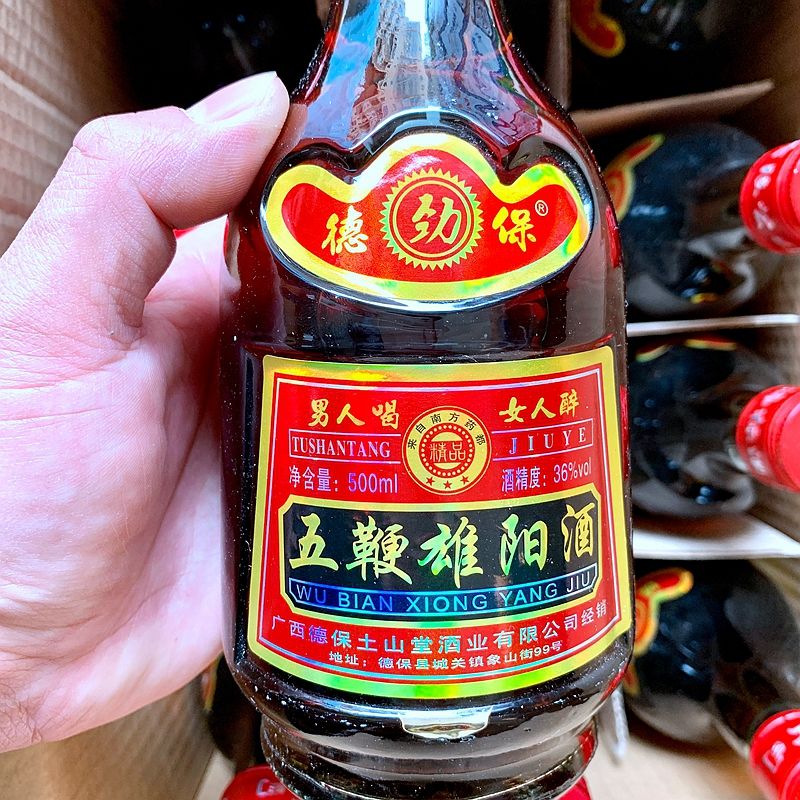 德 劲 保®
男人喝 女人醉
来自南方药都
精品
TUSHANTANG JIUYE
净含量：500ml 酒精度：36%vol
五鞭雄阳酒
WU BIAN XIONG YANG JIU
广西德保土山堂酒业有限公司经销
地址：德保县城关镇象山街99号